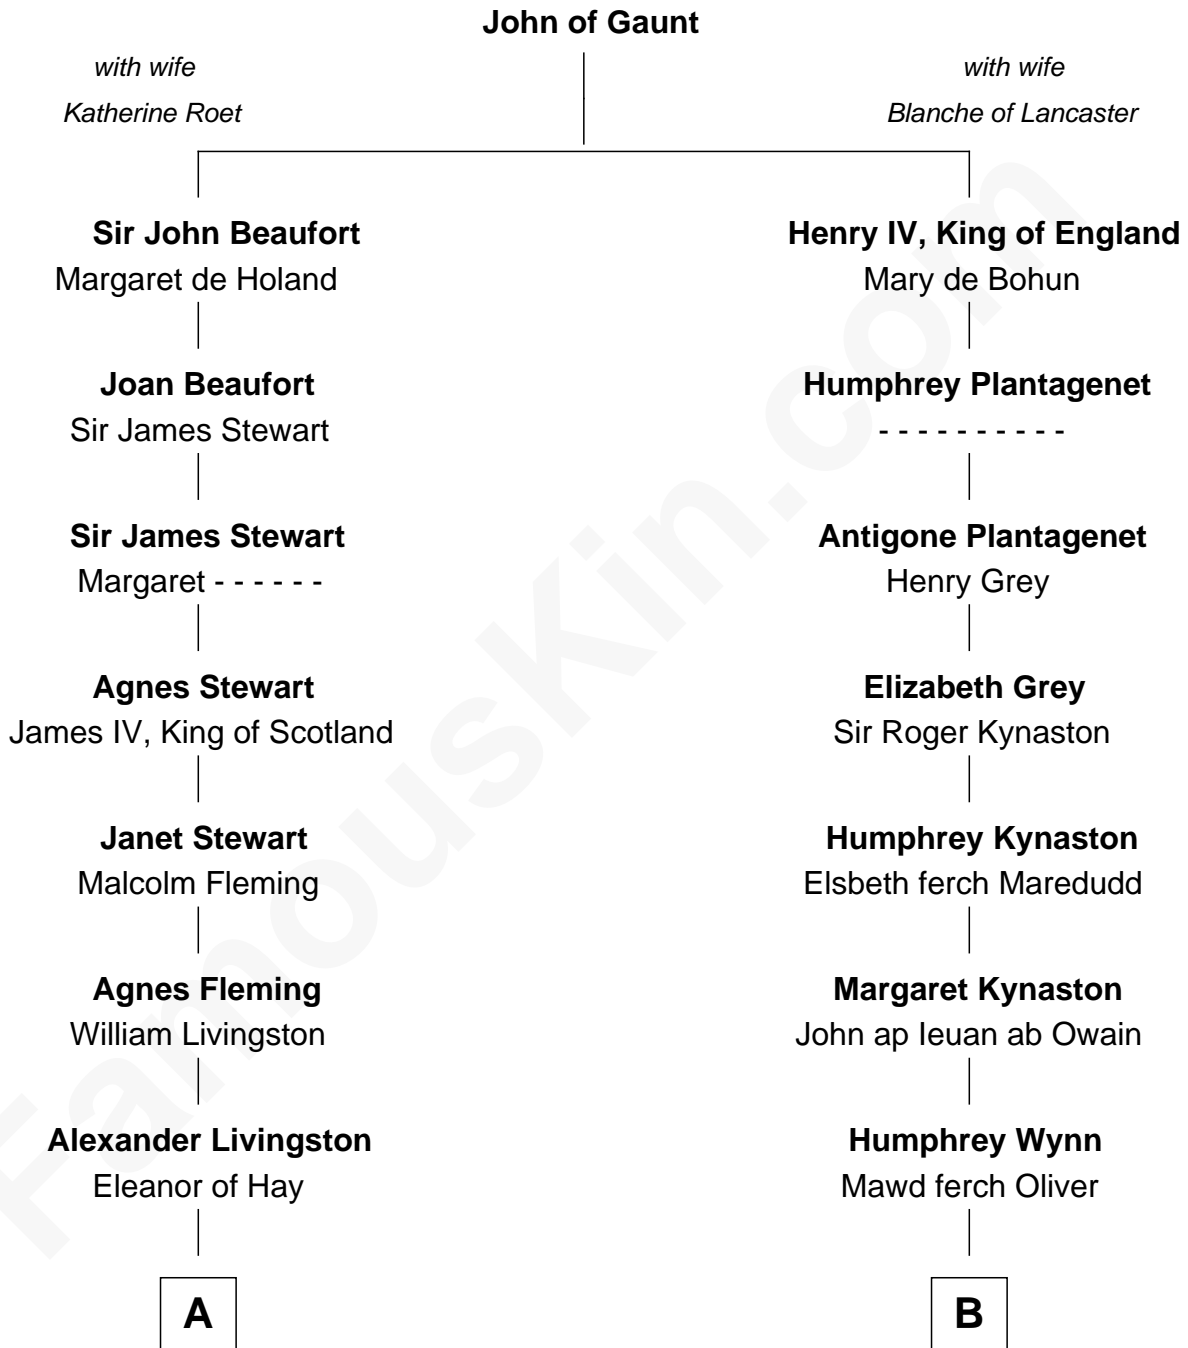 John of Gaunt
with wife
Katherine Roet
with wife
Blanche of Lancaster
Sir John Beaufort
Margaret de Holand
Henry IV, King of England
Mary de Bohun
Joan Beaufort
Sir James Stewart
Humphrey Plantagenet
- - - - - - - - - -
Sir James Stewart
Margaret - - - - - -
Antigone Plantagenet
Henry Grey
Agnes Stewart
James IV, King of Scotland
Elizabeth Grey
Sir Roger Kynaston
Janet Stewart
Malcolm Fleming
Humphrey Kynaston
Elsbeth ferch Maredudd
Agnes Fleming
William Livingston
Margaret Kynaston
John ap Ieuan ab Owain
Alexander Livingston
Eleanor of Hay
Humphrey Wynn
Mawd ferch Oliver
A
B
FamousKin.com